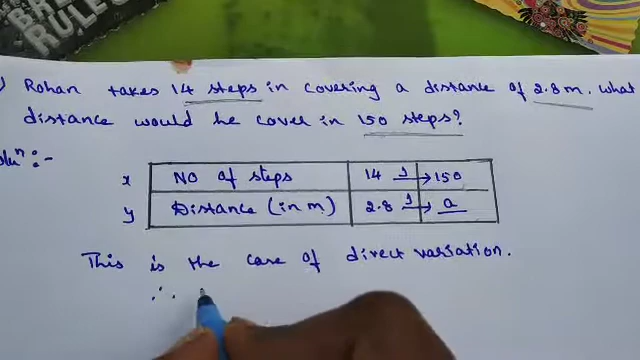 ) Rohan takes 14 steps in covering a distance of 2.8 m. what
distance would he cover in 150 steps?
Soluⁿ :-
x No of steps 14 ↑ → 150
y Distance (in m) 2.8 ↑ → a
This is the case of direct variation.
∴